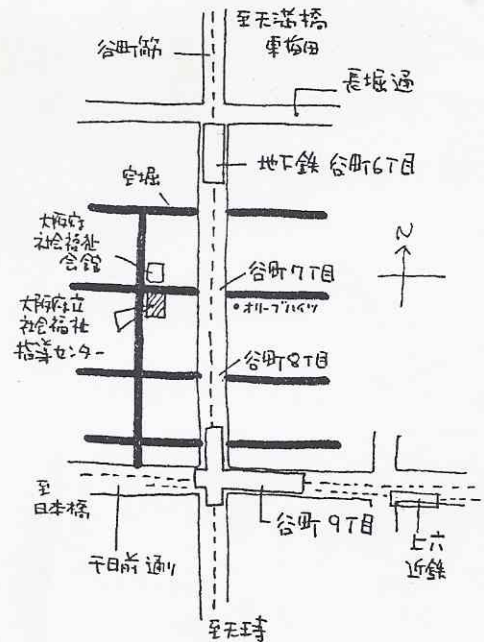 至天満橋
東梅田
谷町筋
長堀通
地下鉄 谷町6丁目
空堀
大阪府
社会福祉
会館
N
谷町7丁目
・オリーブハイツ
大阪府立
社会福祉
指導センター
谷町8丁目
至
日本橋
千日前通り
谷町9丁目
上六
近鉄
至天王寺